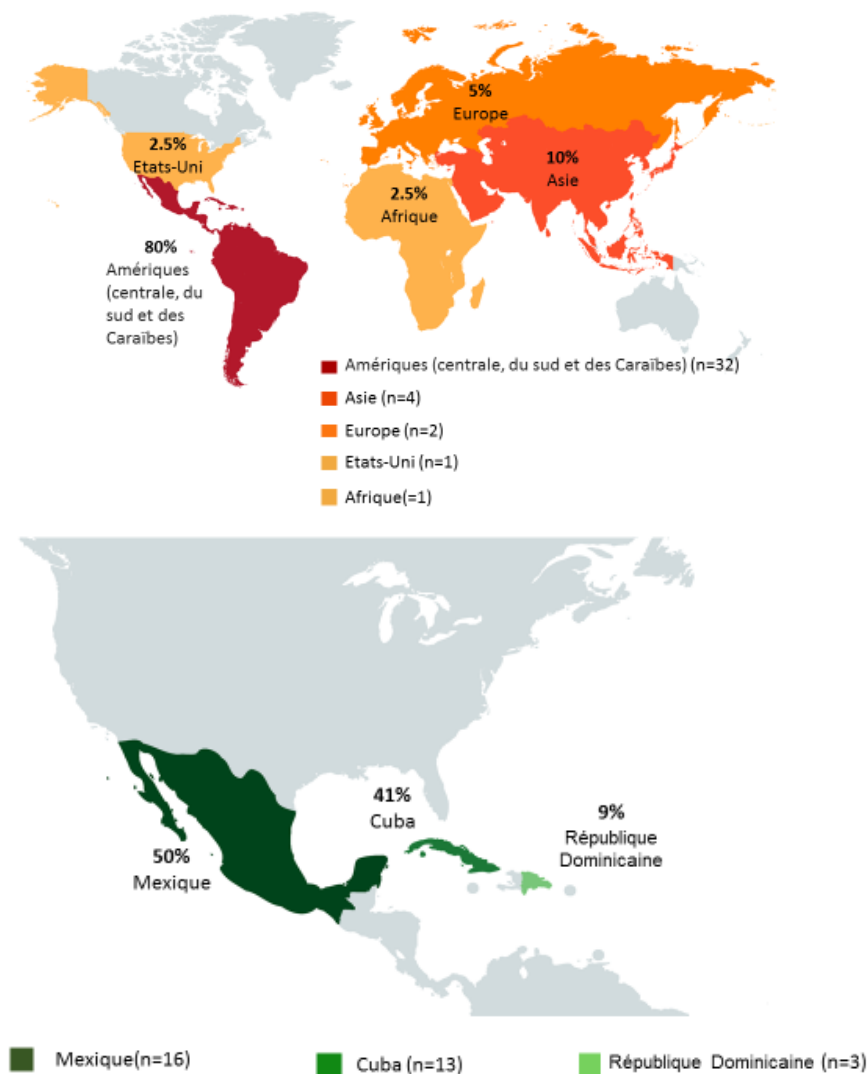 5%
Europe
2.5%
Etats-Uni
10%
Asie
2.5%
Afrique
80%
Amériques
(centrale, du
sud et des
Caraïbes)
Amériques (centrale, du sud et des Caraïbes) (n=32)
Asie (n=4)
Europe (n=2)
Etats-Uni (n=1)
Afrique(=1)
41%
Cuba
9%
République
Dominicaine
50%
Mexique
Mexique(n=16)
Cuba (n=13)
République Dominicaine (n=3)